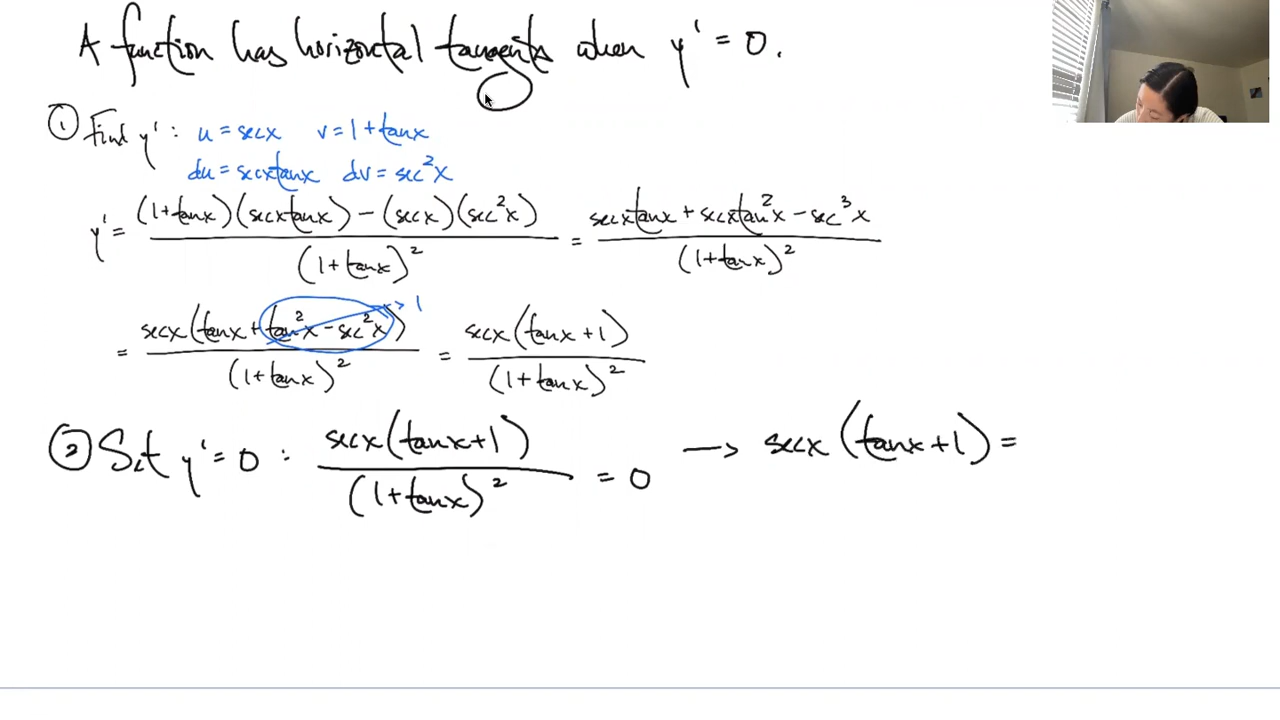 A function has horizontal tangents when y' = 0.
① Find y' : u = secx v = 1+tanx
du = secxtanx dv = sec²x
y' = (1+tanx)(secxtanx) − (secx)(sec²x) / (1+tanx)² = secxtanx + secxtan²x − sec³x / (1+tanx)²
= secx(tanx + tan²x − sec²x) / (1+tanx)² > 1 = secx(tanx +1) / (1+tanx)²
② Set y' = 0 : secx(tanx+1) / (1+tanx)² = 0 → secx (tanx+1) =